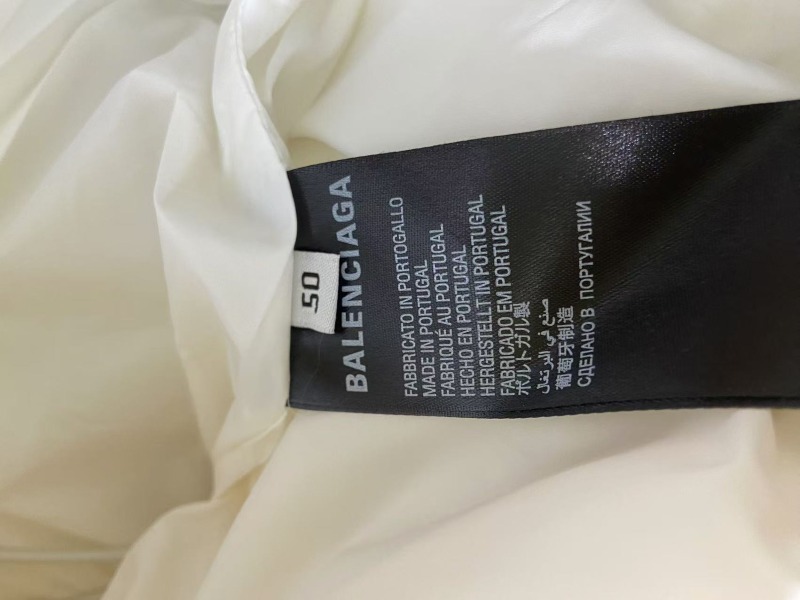 50
BALENCIAGA
FABBRICATO IN PORTOGALLO
MADE IN PORTUGAL
FABRIQUÉ AU PORTUGAL
HECHO EN PORTUGAL
HERGESTELLT IN PORTUGAL
FABRICADO EM PORTUGAL
ポルトガル製
صنع في البرتغال
葡萄牙制造
СДЕЛАНО В ПОРТУГАЛИИ